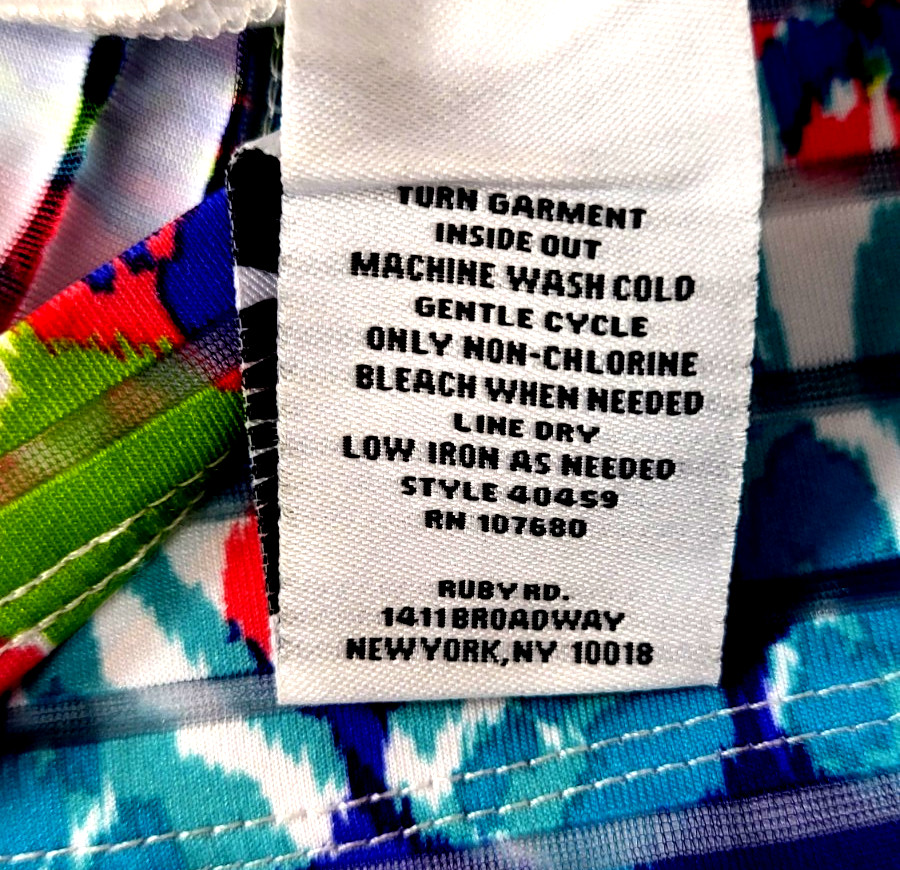 TURN GARMENT
INSIDE OUT
MACHINE WASH COLD
GENTLE CYCLE
ONLY NON-CHLORINE
BLEACH WHEN NEEDED
LINE DRY
LOW IRON AS NEEDED
STYLE 40459
RN 107680
RUBY RD.
1411 BROADWAY
NEW YORK, NY 10018